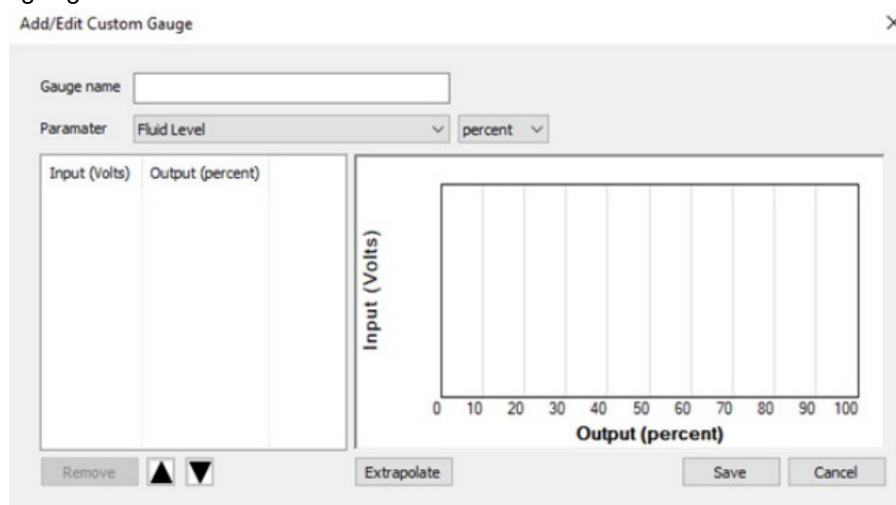 Add/Edit Custom Gauge
Gauge name
Paramater Fluid Level percent
Input (Volts) Output (percent)
Input (Volts)
0 10 20 30 40 50 60 70 80 90 100
Output (percent)
Remove Extrapolate Save Cancel